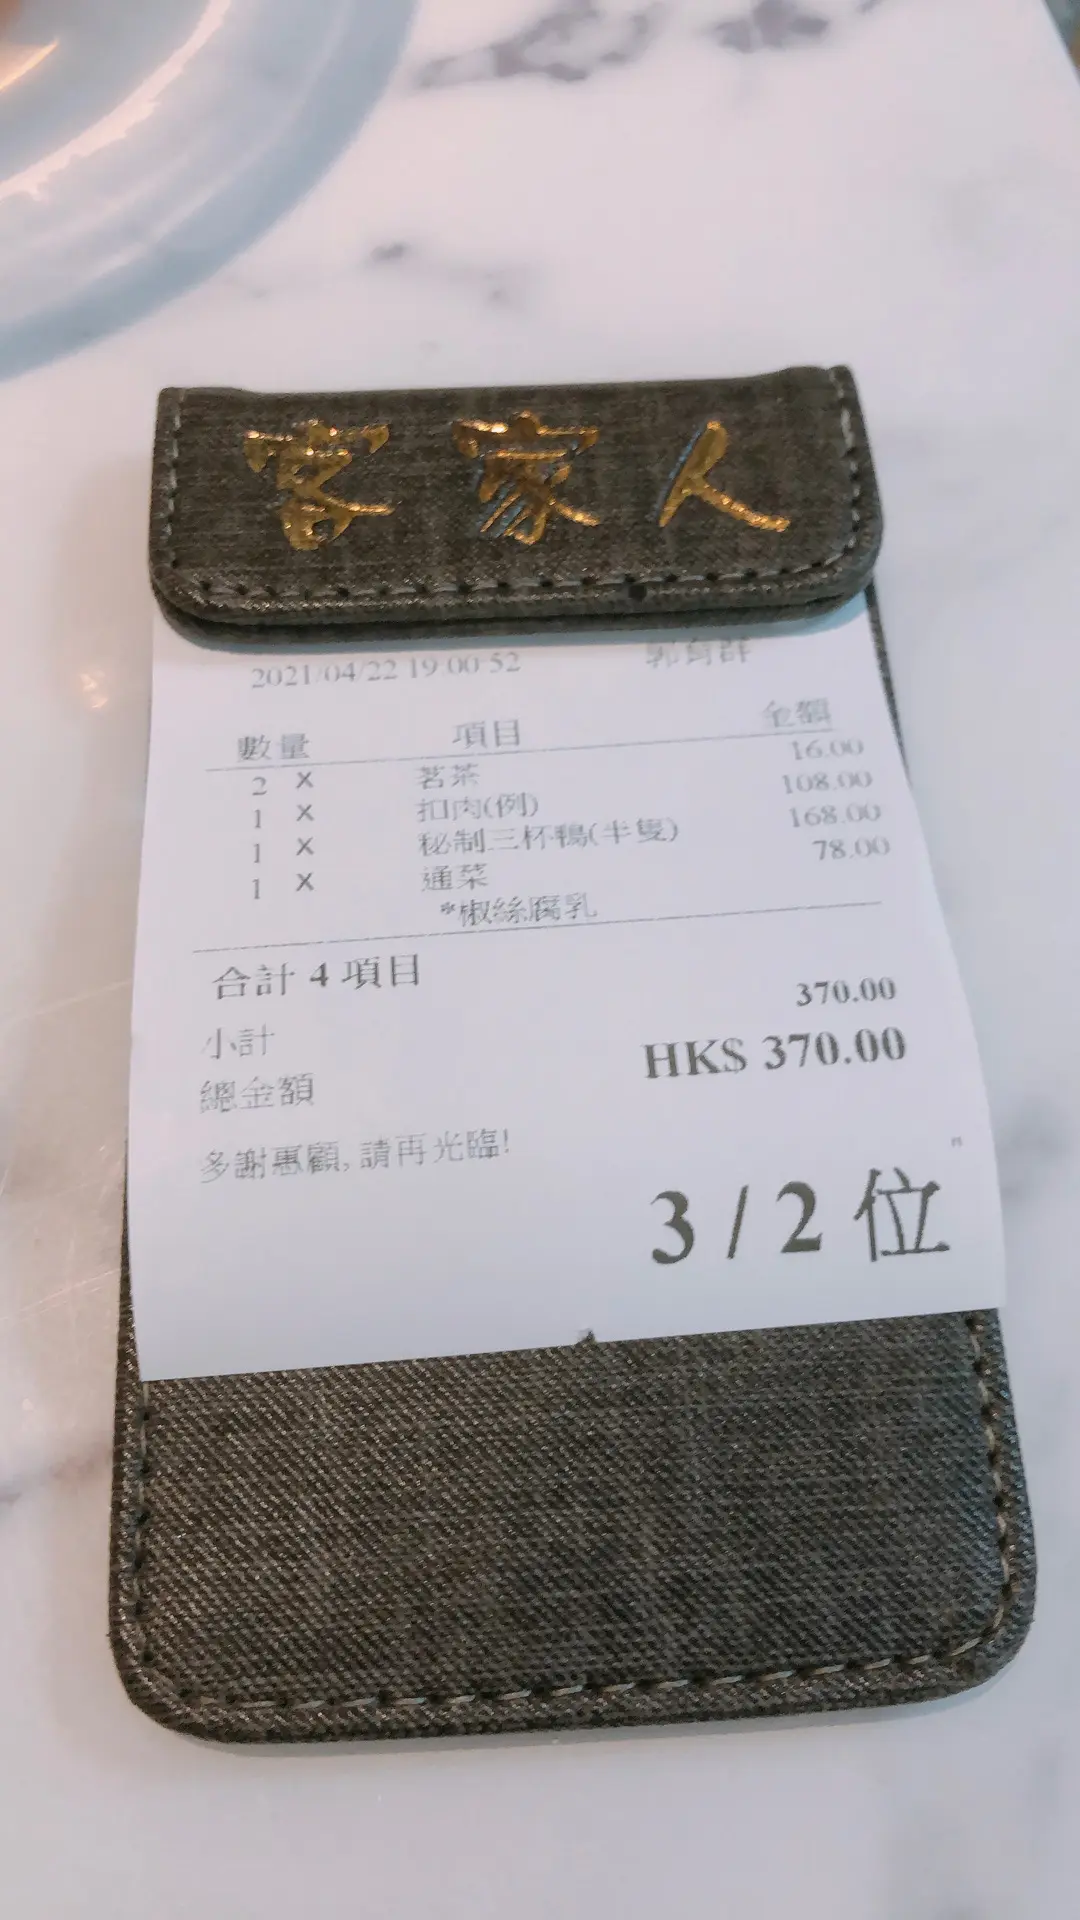 客家人
2021/04/22 19:00:52
數量 項目 金額
2 X 茗茶 16.00
1 X 扣肉(例) 108.00
1 X 秘制三杯鴨(半隻) 168.00
1 X 通菜 78.00
*椒絲腐乳
合計 4 項目
小計 370.00
總金額 HK$ 370.00
多謝惠顧, 請再光臨!
3 / 2 位